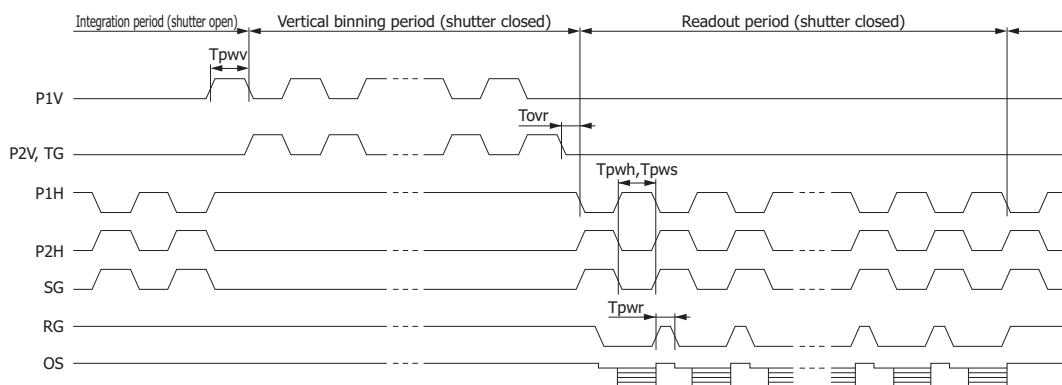 Integration period (shutter open)
Vertical binning period (shutter closed)
Readout period (shutter closed)
Tpwv
P1V
Tovr
P2V, TG
Tpwh,Tpws
P1H
P2H
SG
Tpwr
RG
OS